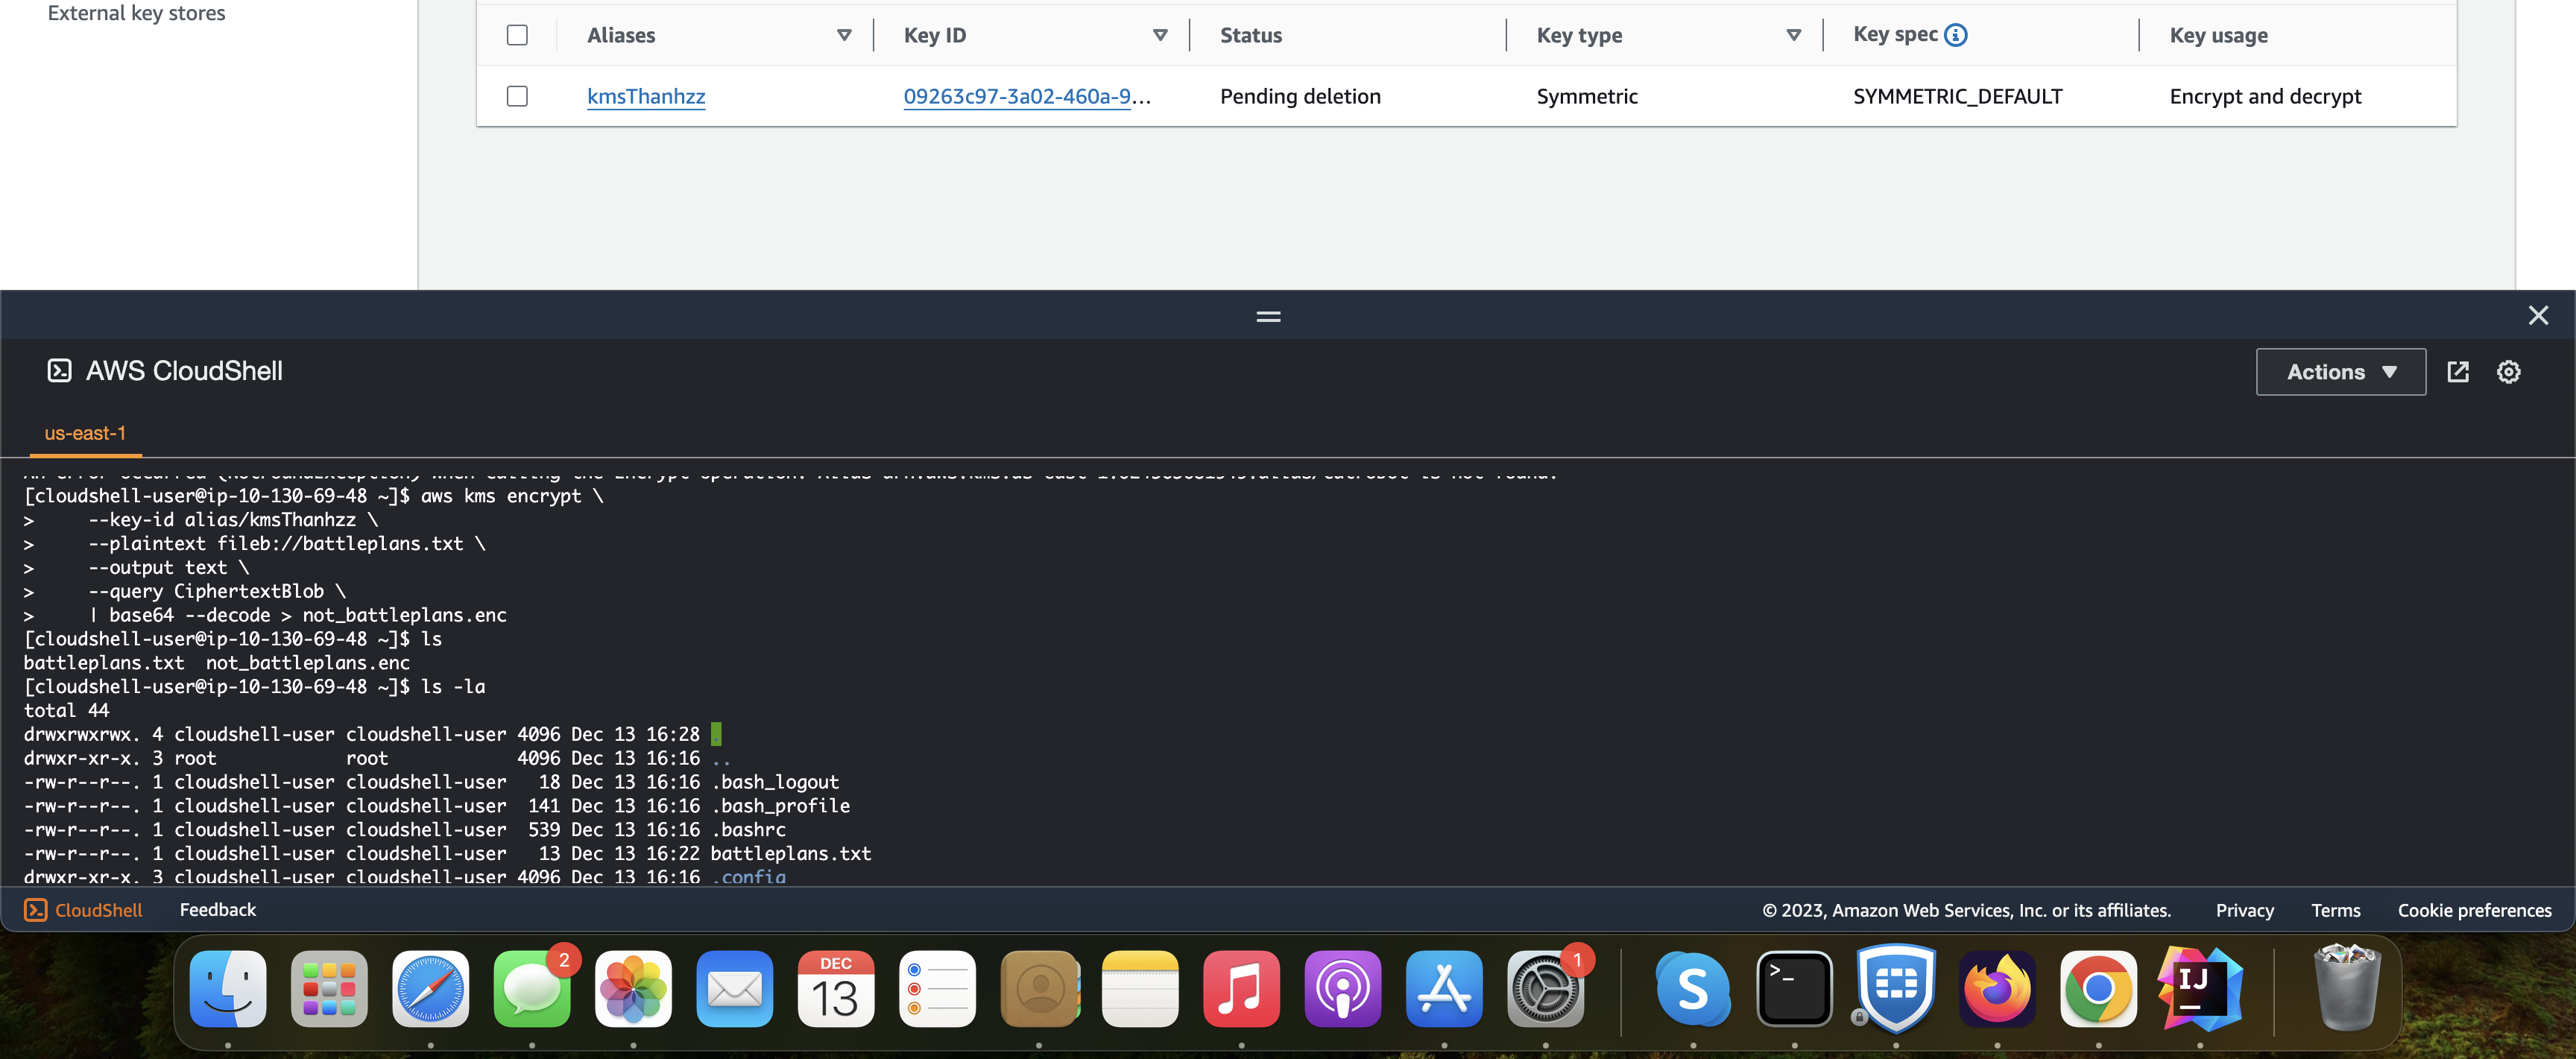 External key stores
Aliases Key ID Status Key type Key spec Key usage
kmsThanhzz 09263c97-3a02-460a-9... Pending deletion Symmetric SYMMETRIC_DEFAULT Encrypt and decrypt
AWS CloudShell
Actions
us-east-1
[cloudshell-user@ip-10-130-69-48 ~]$ aws kms encrypt \
>     --key-id alias/kmsThanhzz \
>     --plaintext fileb://battleplans.txt \
>     --output text \
>     --query CiphertextBlob \
>     | base64 --decode > not_battleplans.enc
[cloudshell-user@ip-10-130-69-48 ~]$ ls
battleplans.txt  not_battleplans.enc
[cloudshell-user@ip-10-130-69-48 ~]$ ls -la
total 44
drwxrwxrwx. 4 cloudshell-user cloudshell-user 4096 Dec 13 16:28 .
drwxr-xr-x. 3 root            root            4096 Dec 13 16:16 ..
-rw-r--r--. 1 cloudshell-user cloudshell-user   18 Dec 13 16:16 .bash_logout
-rw-r--r--. 1 cloudshell-user cloudshell-user  141 Dec 13 16:16 .bash_profile
-rw-r--r--. 1 cloudshell-user cloudshell-user  539 Dec 13 16:16 .bashrc
-rw-r--r--. 1 cloudshell-user cloudshell-user   13 Dec 13 16:22 battleplans.txt
drwxr-xr-x. 3 cloudshell-user cloudshell-user 4096 Dec 13 16:16 .config
CloudShell Feedback © 2023, Amazon Web Services, Inc. or its affiliates. Privacy Terms Cookie preferences
2
DEC
13
1
S
>_
IJ